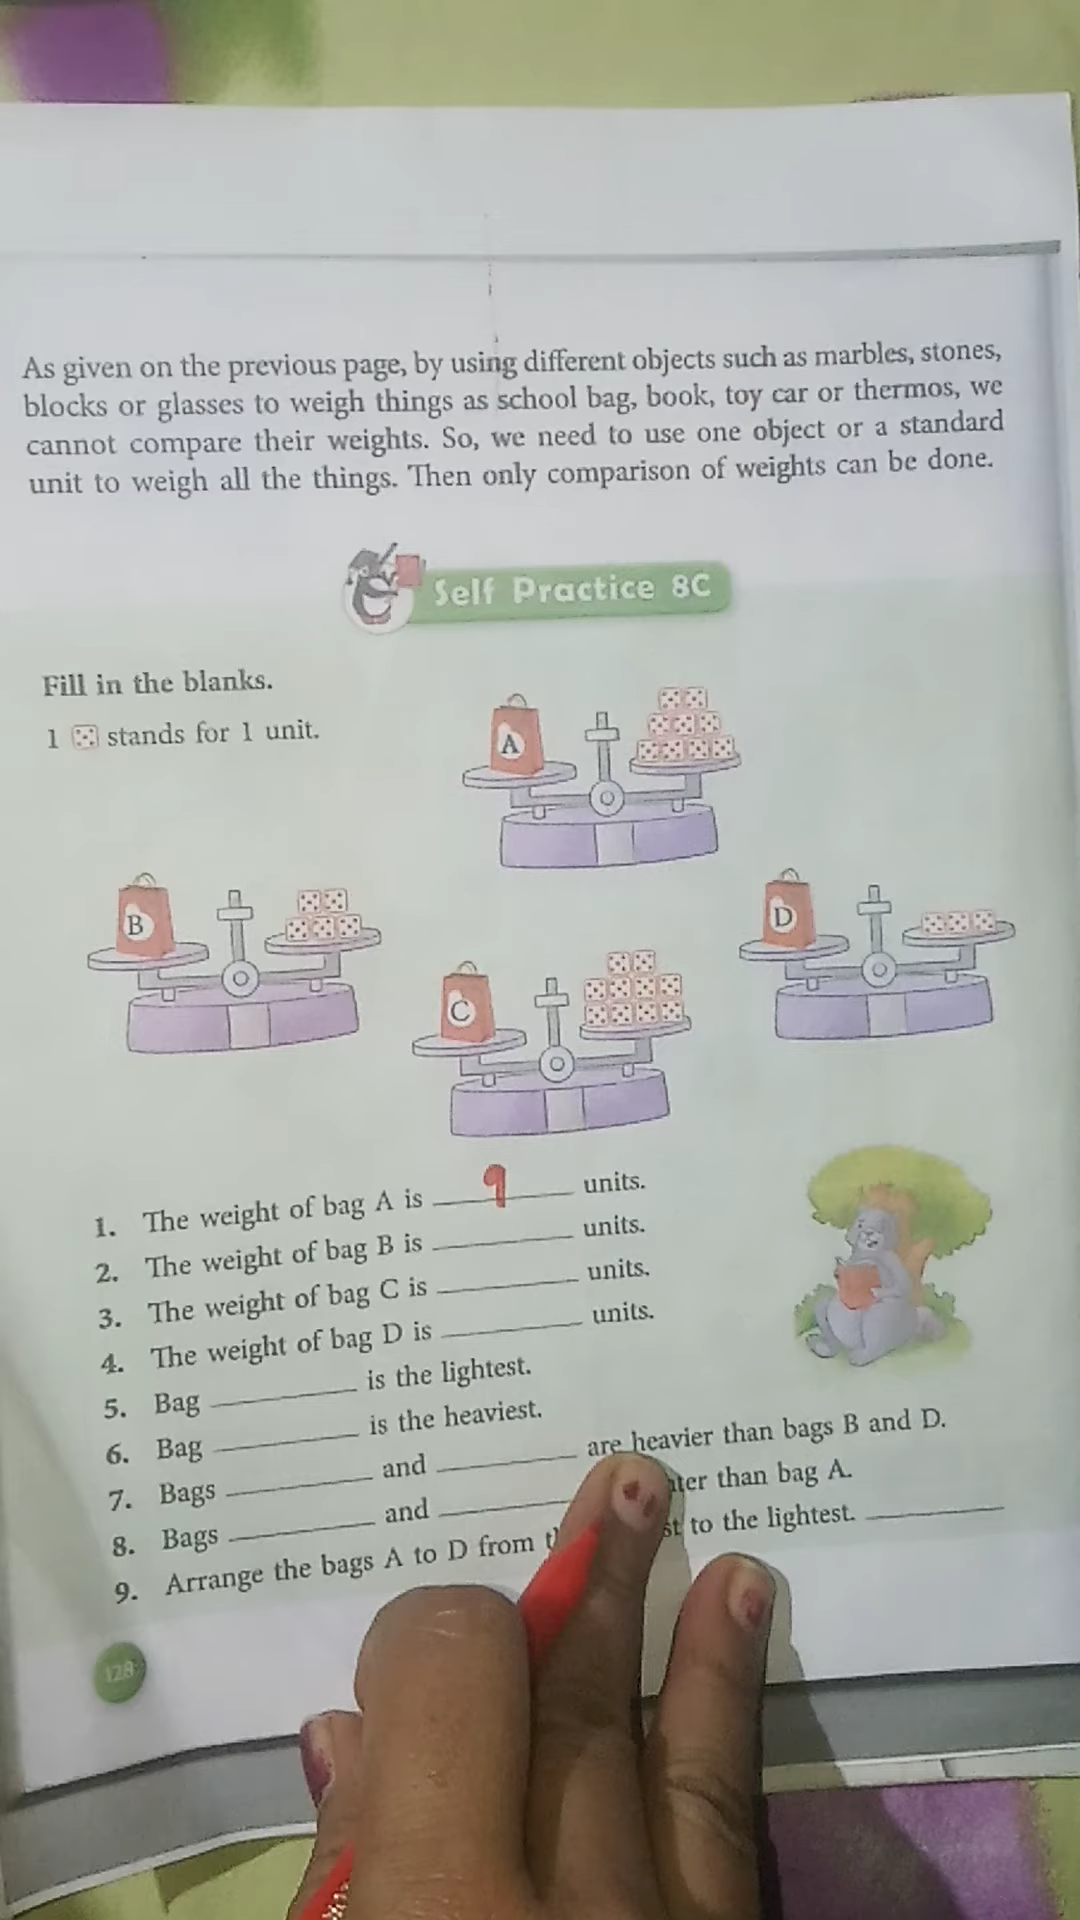 As given on the previous page, by using different objects such as marbles, stones,
blocks or glasses to weigh things as school bag, book, toy car or thermos, we
cannot compare their weights. So, we need to use one object or a standard
unit to weigh all the things. Then only comparison of weights can be done.
Self Practice 8C
Fill in the blanks.
1 stands for 1 unit.
A
B
D
C
1. The weight of bag A is 9 units.
2. The weight of bag B is units.
3. The weight of bag C is units.
4. The weight of bag D is units.
5. Bag is the lightest.
6. Bag is the heaviest.
7. Bags and are heavier than bags B and D.
8. Bags and than bag A.
9. Arrange the bags A to D from to the lightest.
128